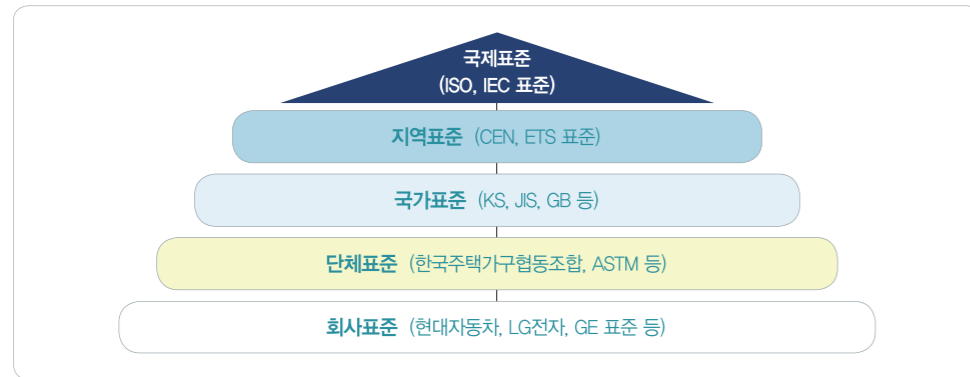 국제표준
(ISO, IEC 표준)
지역표준 (CEN, ETS 표준)
국가표준 (KS, JIS, GB 등)
단체표준 (한국주택가구협동조합, ASTM 등)
회사표준 (현대자동차, LG전자, GE 표준 등)